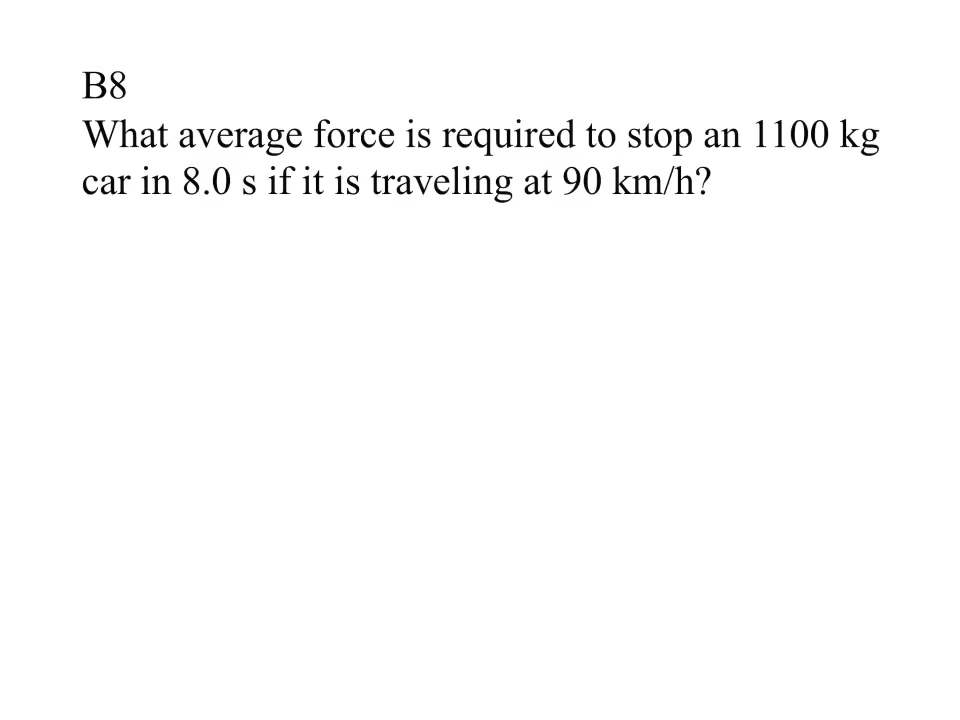 B8
What average force is required to stop an 1100 kg
car in 8.0 s if it is traveling at 90 km/h?